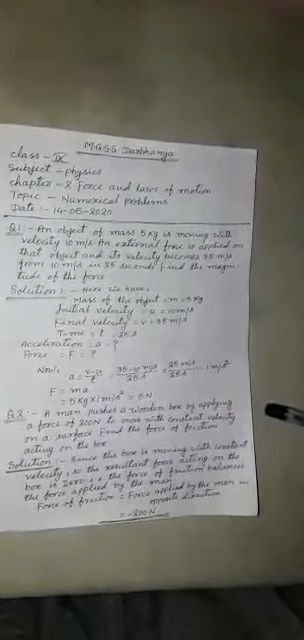 M.G.S.S Darbhanga
class - IX
Subject - physics
chapter - 2 Force and laws of motion
Topic - Numerical problems
Date :- 14-05-2020
Q1:- An object of mass 5 kg is moving with
velocity 10 m/s. An external force is applied on
that object and its velocity becomes 35 m/s
from 10 m/s in 25 seconds. Find the magni-
tude of the force
Solution 1 :- Here we have,
Mass of the object = m = 5 kg
Initial velocity = u = 10 m/s
Final velocity = v = 35 m/s
Time = t = 25 s
Acceleration = a = ?
Force = F = ?
Now, a = v-u/t = 35-10 m/s/25 s = 25 m/s/25 s = 1 m/s²
F = ma
= 5 kg x 1 m/s² = 5N
Q2:- A man pushes a wooden box by applying
a force of 200N to move with constant velocity
on a surface. Find the force of friction
acting on the box
Solution:- Since the box is moving with constant
velocity, so the resultant force acting on the
box is zero i.e the force of friction balances
the force applied by the man
Force of friction = Force applied by the man in
opposite direction
= -200N